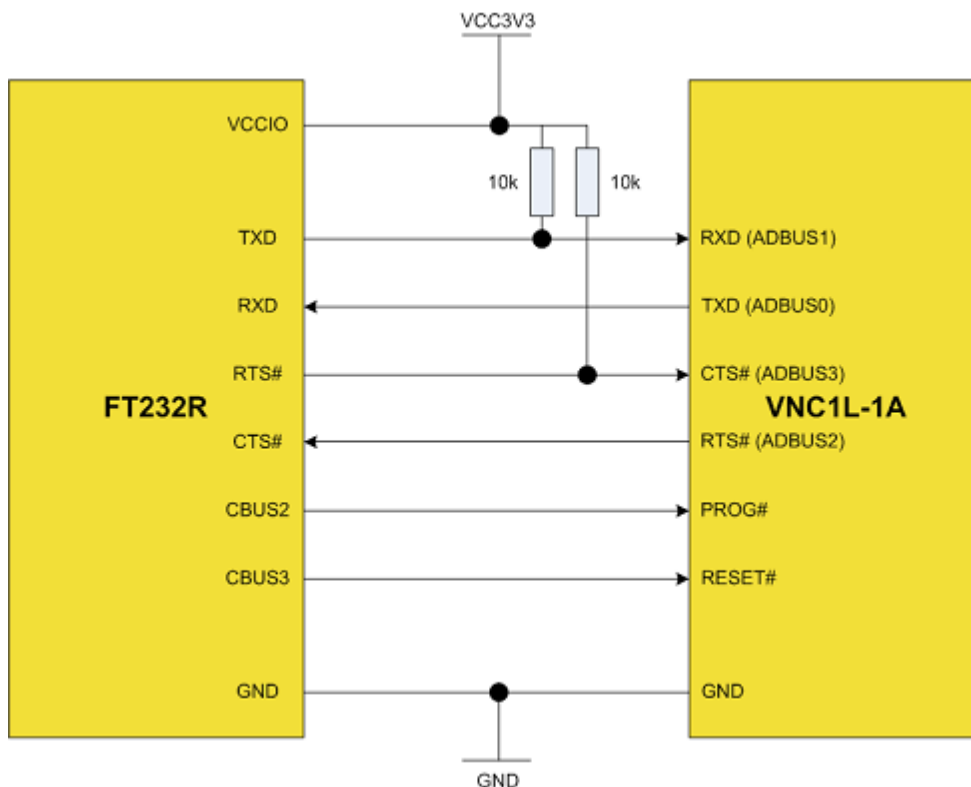 VCC3V3
VCCIO
10k
10k
TXD
RXD (ADBUS1)
RXD
TXD (ADBUS0)
RTS#
CTS# (ADBUS3)
FT232R
VNC1L-1A
CTS#
RTS# (ADBUS2)
CBUS2
PROG#
CBUS3
RESET#
GND
GND
GND